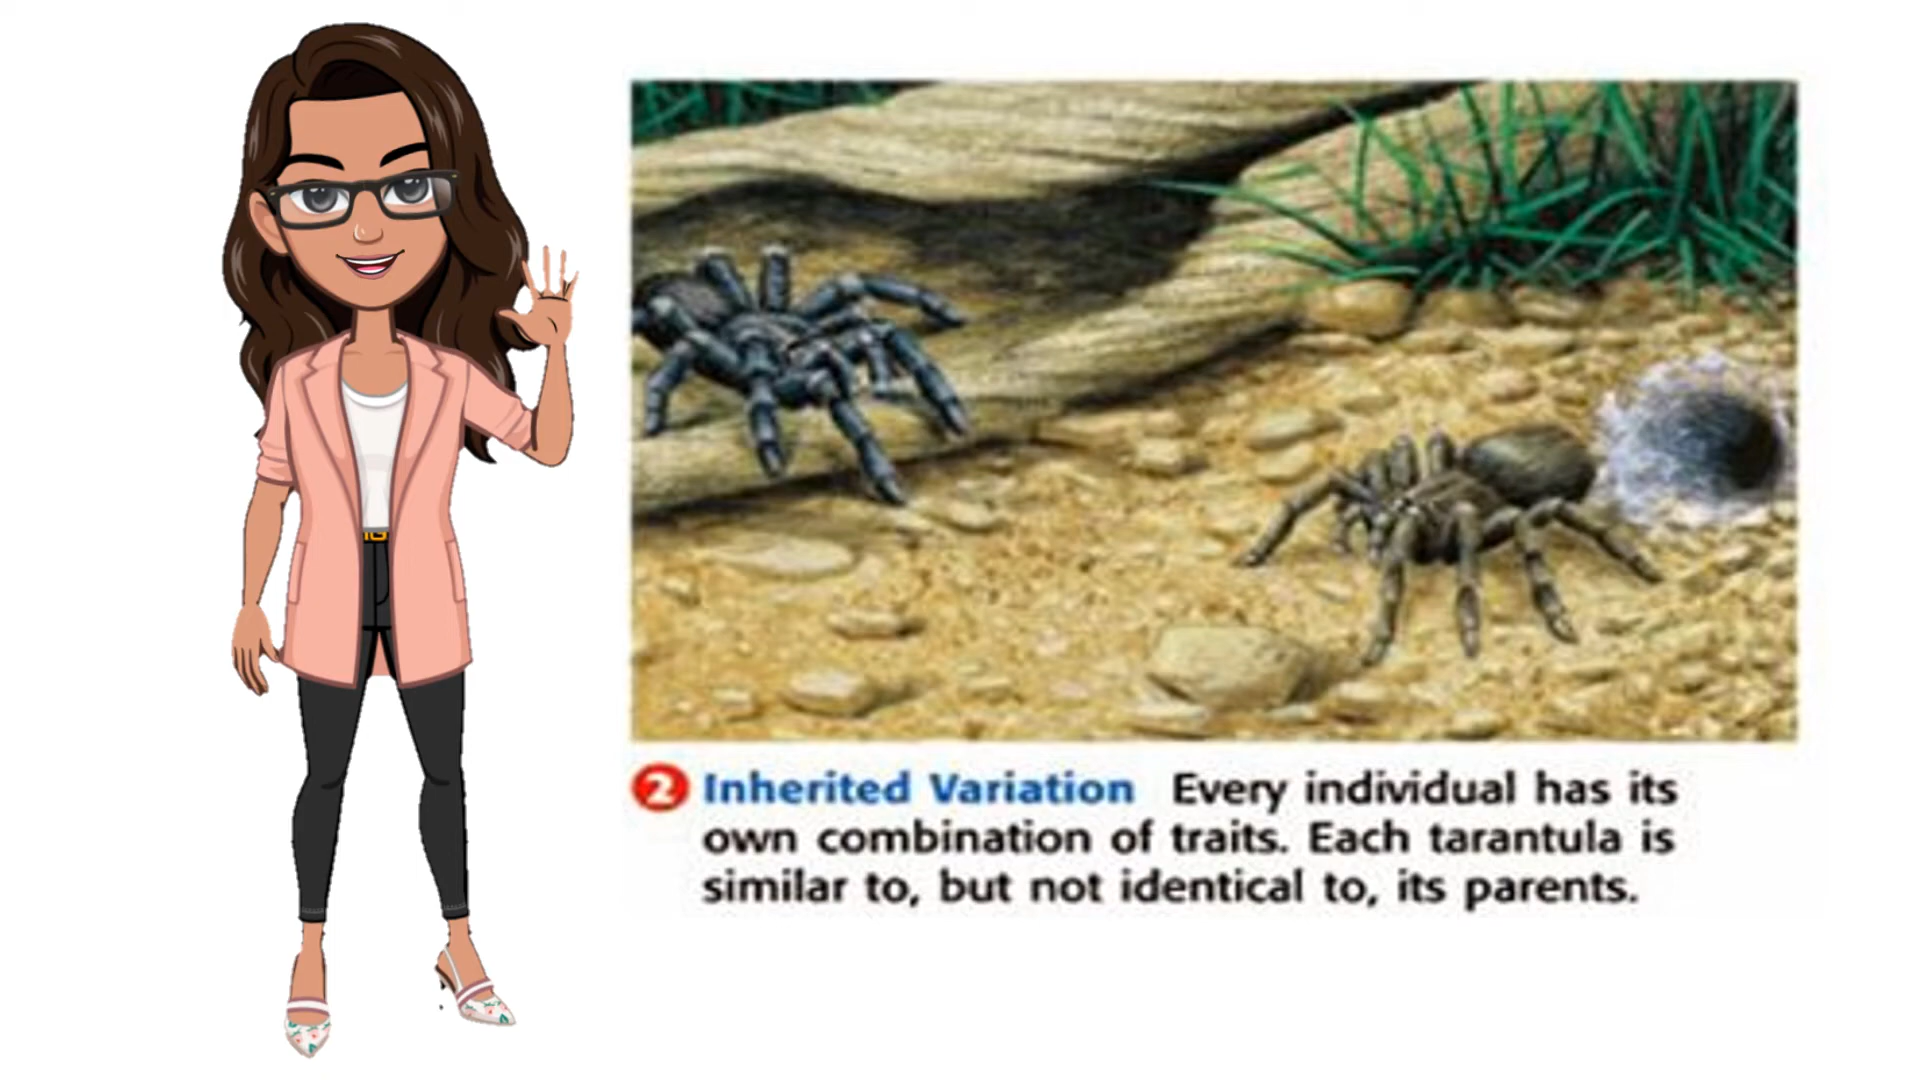 2 Inherited Variation Every individual has its
own combination of traits. Each tarantula is
similar to, but not identical to, its parents.